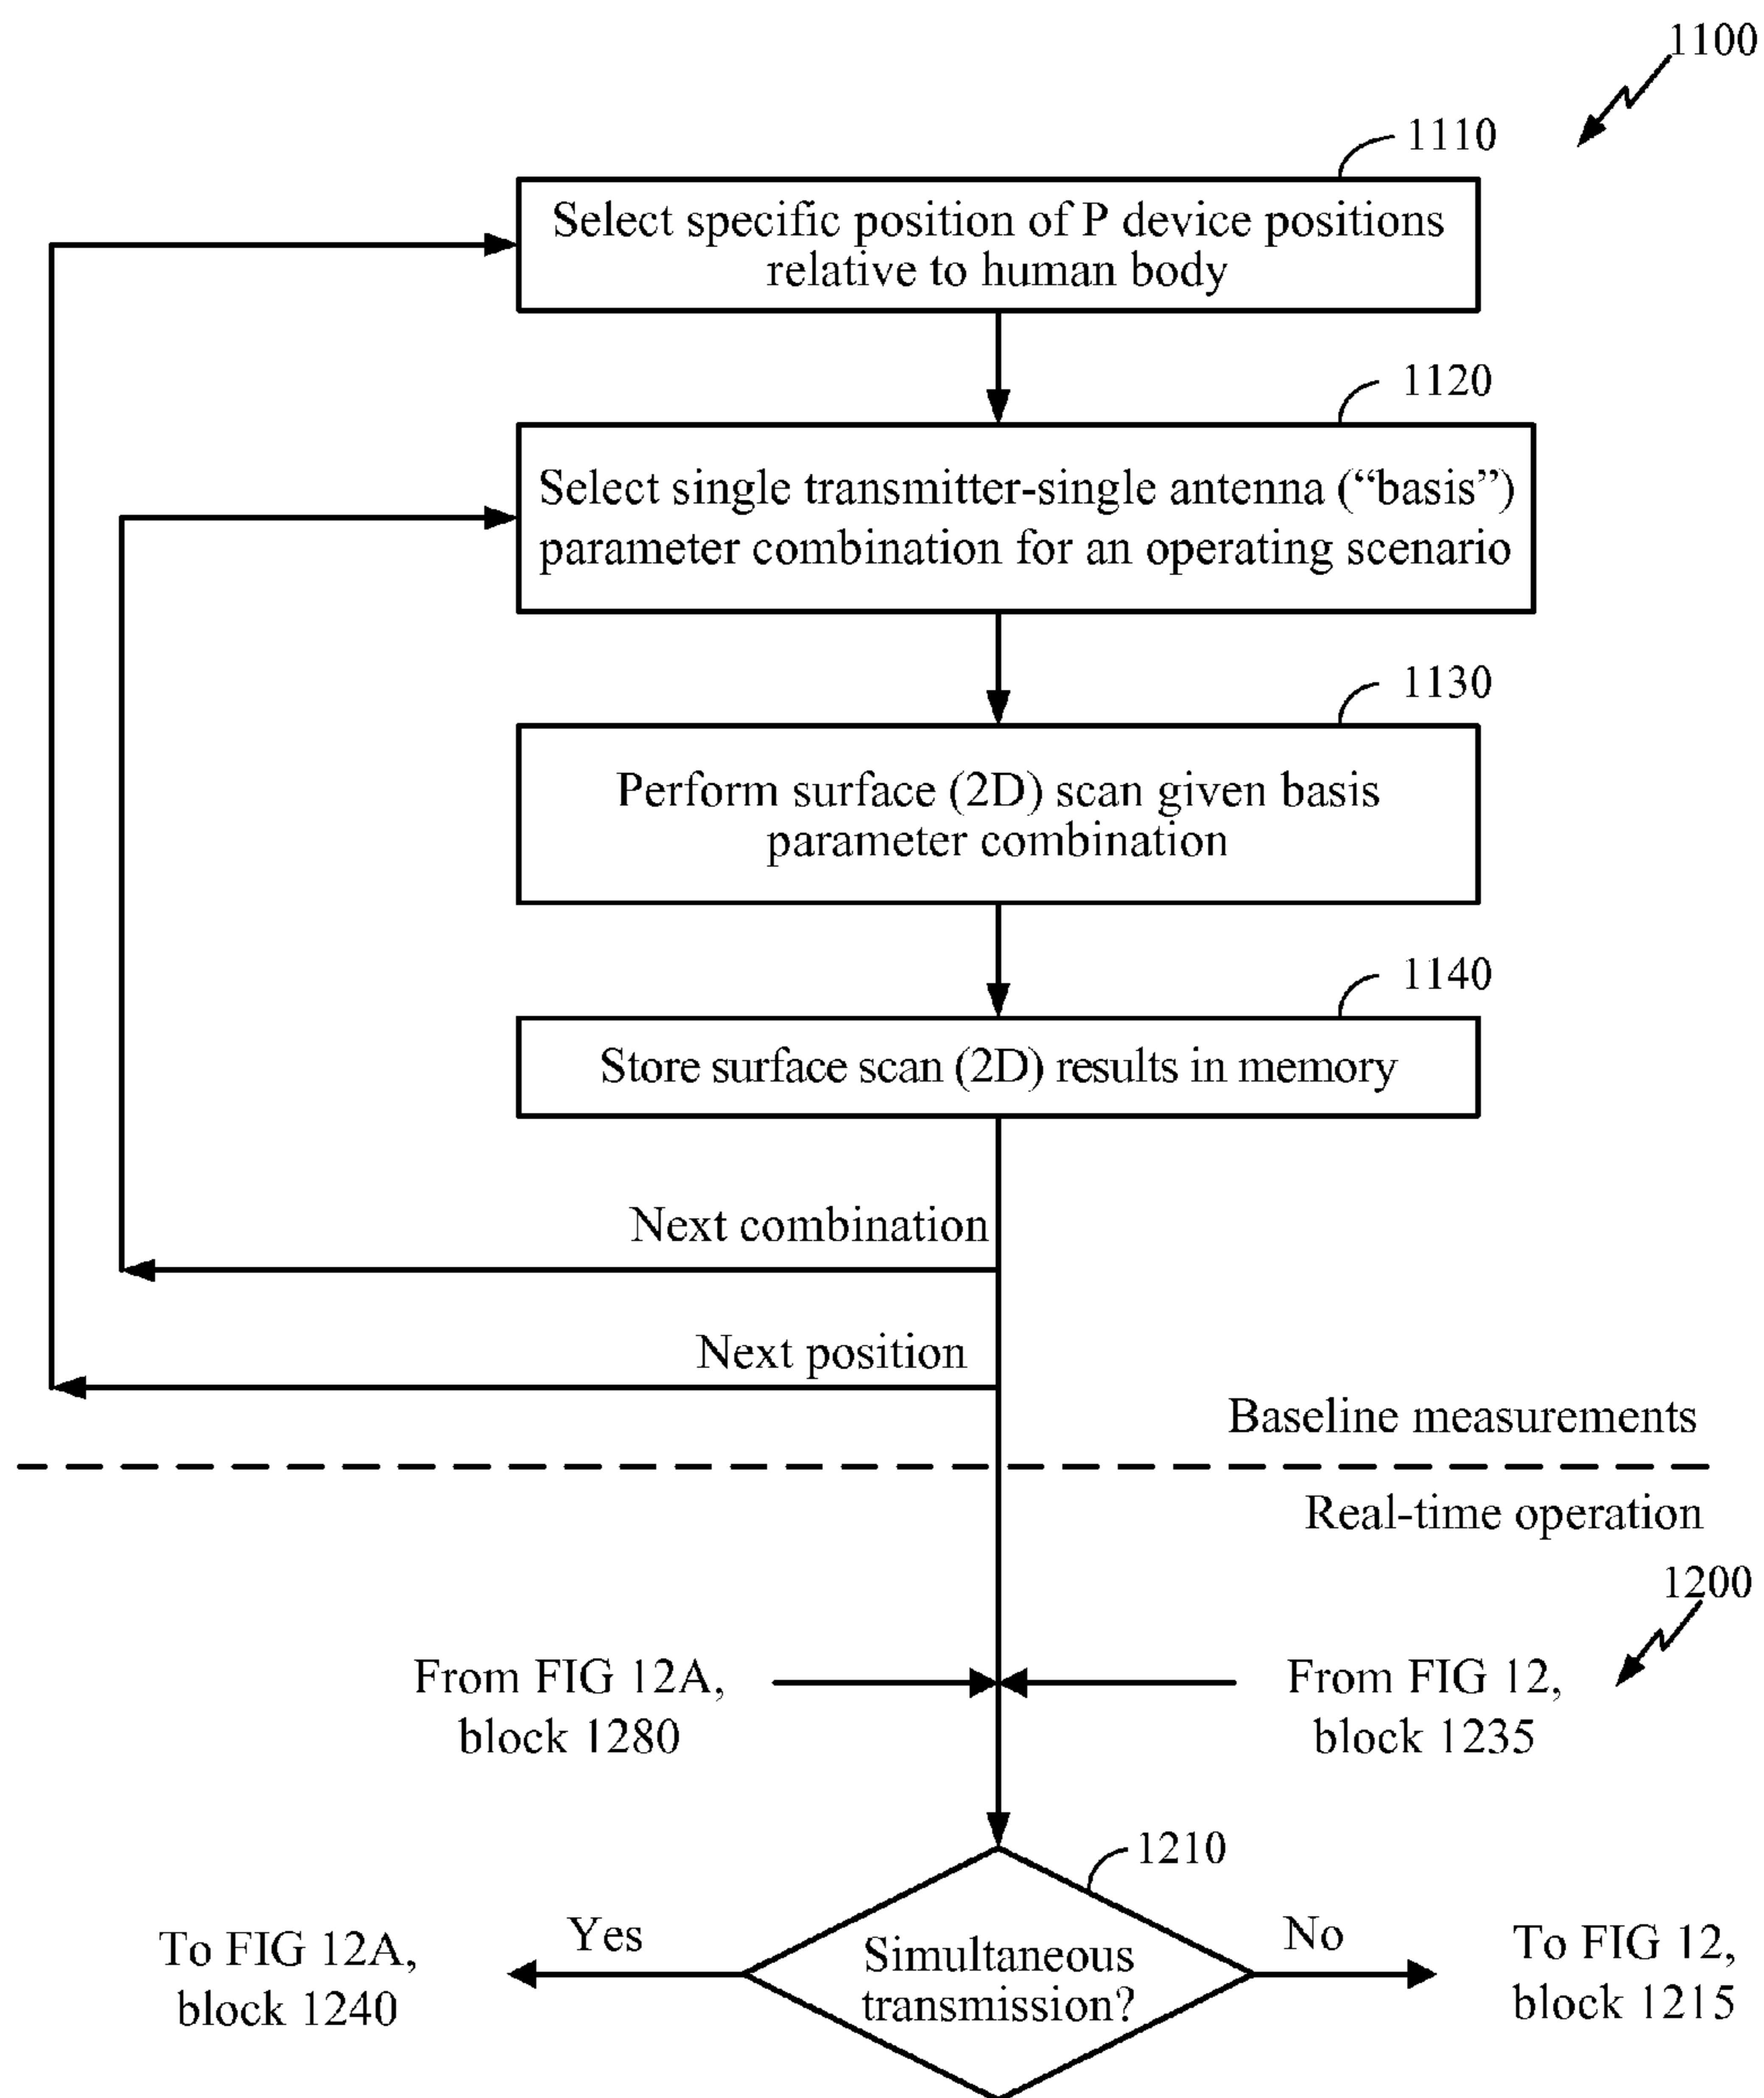 1100
1110
Select specific position of P device positions
relative to human body
1120
Select single transmitter-single antenna (“basis”)
parameter combination for an operating scenario
1130
Perform surface (2D) scan given basis
parameter combination
1140
Store surface scan (2D) results in memory
Next combination
Next position
Baseline measurements
Real-time operation
1200
From FIG 12A,
block 1280
From FIG 12,
block 1235
1210
Simultaneous
transmission?
Yes
To FIG 12A,
block 1240
No
To FIG 12,
block 1215